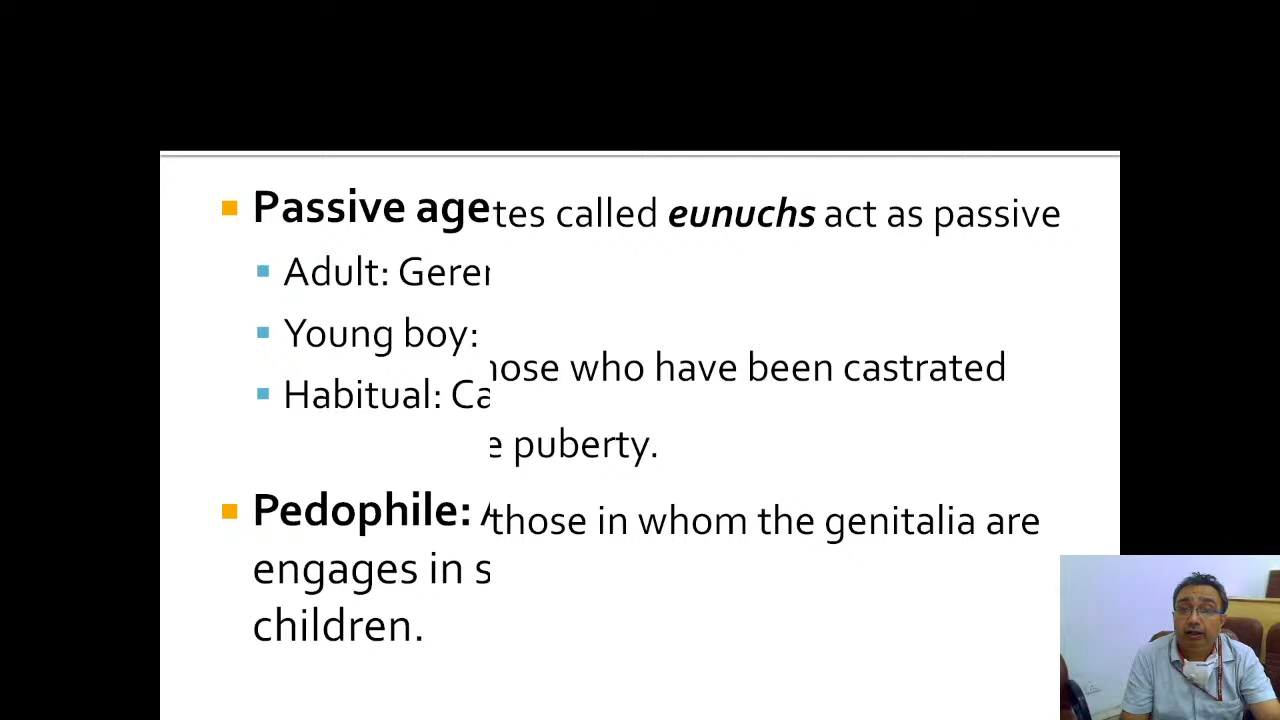 Passive agetes called eunuchs act as passive
Adult: Gerer
Young boy:
hose who have been castrated
Habitual: Ca
e puberty.
Pedophile: those in whom the genitalia are
engages in s
children.